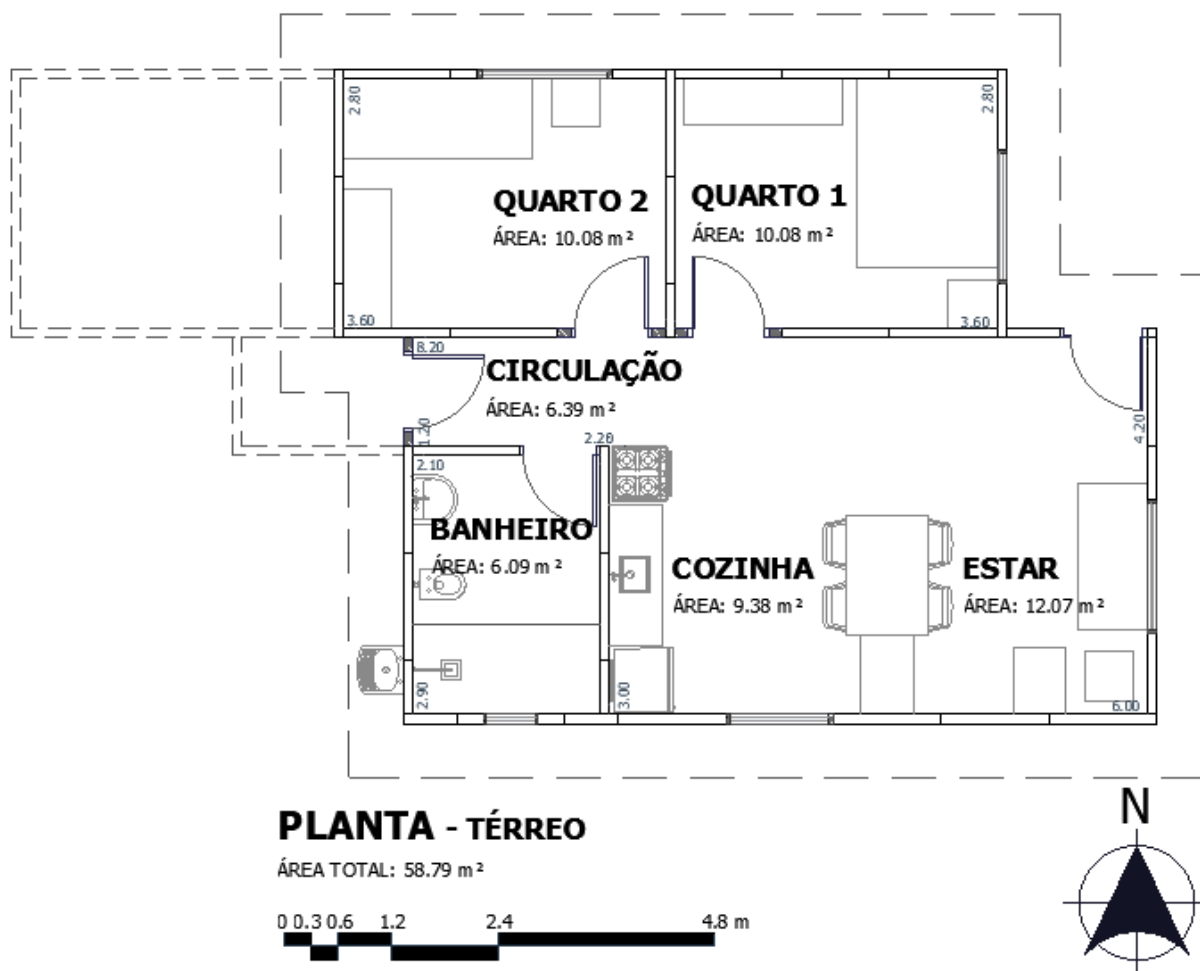 2.80
2.80
QUARTO 2
ÁREA: 10.08 m²
QUARTO 1
ÁREA: 10.08 m²
3.60
3.60
8.20
CIRCULAÇÃO
ÁREA: 6.39 m²
1.20
2.20
4.20
2.10
BANHEIRO
ÁREA: 6.09 m²
COZINHA
ÁREA: 9.38 m²
ESTAR
ÁREA: 12.07 m²
2.90
3.00
6.00
PLANTA - TÉRREO
ÁREA TOTAL: 58.79 m²
N
0 0.3 0.6 1.2 2.4 4.8 m